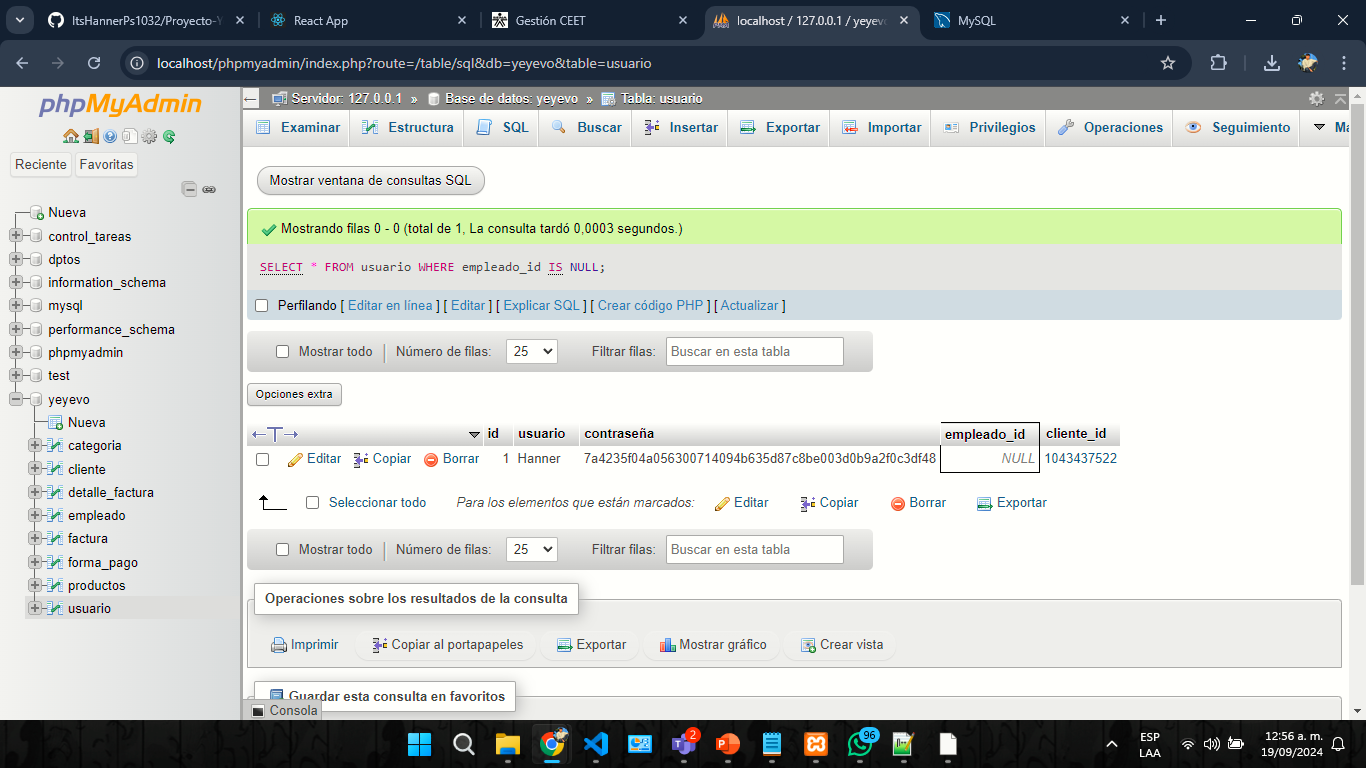 ItsHannerPs1032/Proyecto-Y
React App
Gestión CEET
localhost / 127.0.0.1 / yeyevo
MySQL
localhost/phpmyadmin/index.php?route=/table/sql&db=yeyevo&table=usuario
phpMyAdmin
Reciente Favoritas
Nueva
control_tareas
dptos
information_schema
mysql
performance_schema
phpmyadmin
test
yeyevo
Nueva
categoria
cliente
detalle_factura
empleado
factura
forma_pago
productos
usuario
Servidor: 127.0.0.1 » Base de datos: yeyevo » Tabla: usuario
Examinar Estructura SQL Buscar Insertar Exportar Importar Privilegios Operaciones Seguimiento Ma
Mostrar ventana de consultas SQL
Mostrando filas 0 - 0 (total de 1, La consulta tardó 0,0003 segundos.)
SELECT * FROM usuario WHERE empleado_id IS NULL;
Perfilando [ Editar en línea ] [ Editar ] [ Explicar SQL ] [ Crear código PHP ] [ Actualizar ]
Mostrar todo Número de filas: 25 Filtrar filas: Buscar en esta tabla
Opciones extra
id usuario contraseña empleado_id cliente_id
Editar Copiar Borrar 1 Hanner 7a4235f04a056300714094b635d87c8be003d0b9a2f0c3df48 NULL 1043437522
Seleccionar todo Para los elementos que están marcados: Editar Copiar Borrar Exportar
Mostrar todo Número de filas: 25 Filtrar filas: Buscar en esta tabla
Operaciones sobre los resultados de la consulta
Imprimir Copiar al portapapeles Exportar Mostrar gráfico Crear vista
Guardar esta consulta en favoritos
Consola
2
96
ESP
LAA
12:56 a. m.
19/09/2024